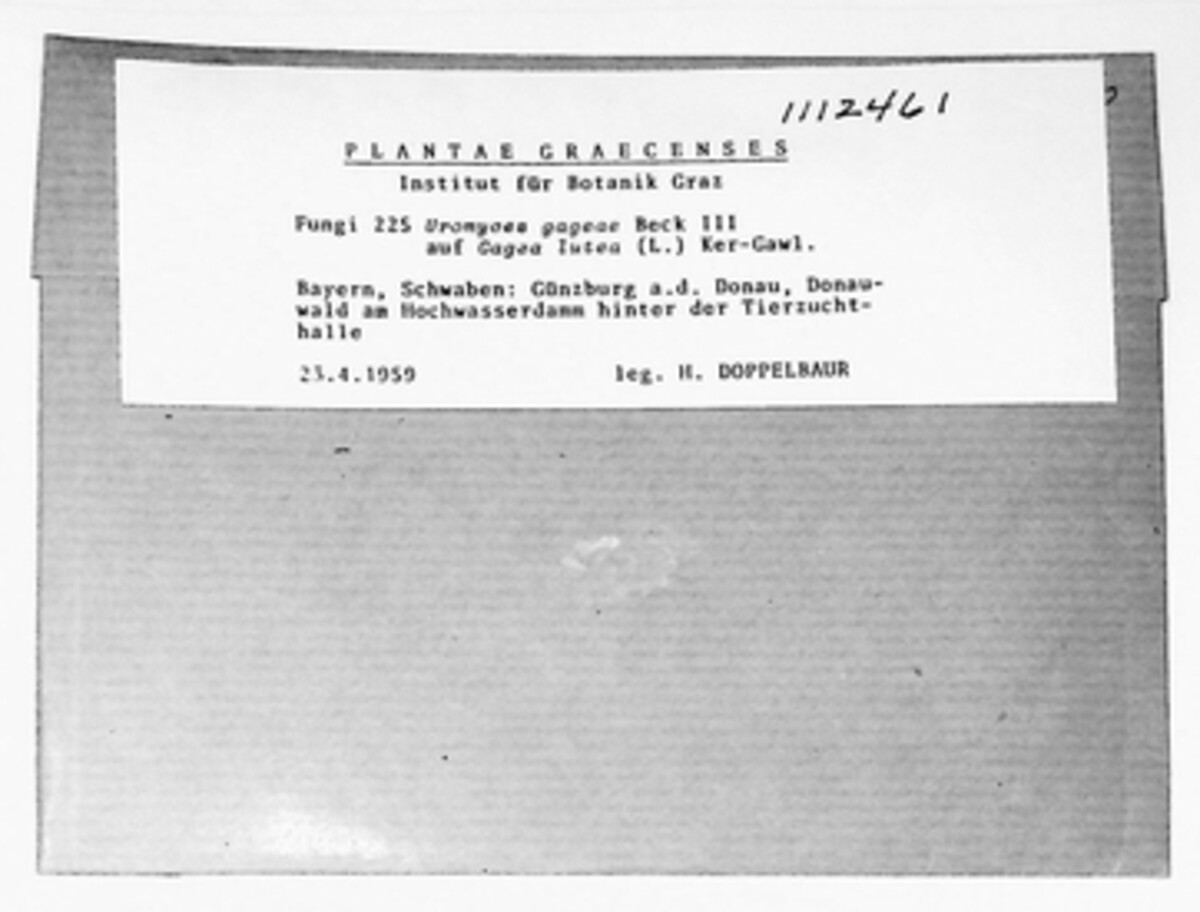 1112461
PLANTAE GRAECENSES
Institut für Botanik Graz
Fungi 225 Uromyces gageae Beck III
auf Gagea lutea (L.) Ker-Gawl.
Bayern, Schwaben: Günzburg a.d. Donau, Donau-
wald am Hochwasserdamm hinter der Tierzucht-
halle
23.4.1959 leg. H. DOPPELBAUR